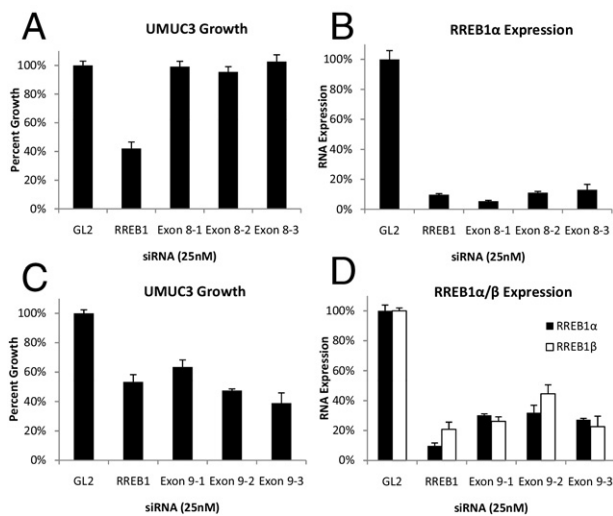 A
UMUC3 Growth
Percent Growth
100%
80%
60%
40%
20%
0%
GL2 RREB1 Exon 8-1 Exon 8-2 Exon 8-3
siRNA (25nM)
B
RREB1α Expression
RNA Expression
100%
80%
60%
40%
20%
0%
GL2 RREB1 Exon 8-1 Exon 8-2 Exon 8-3
siRNA (25nM)
C
UMUC3 Growth
Percent Growth
100%
80%
60%
40%
20%
0%
GL2 RREB1 Exon 9-1 Exon 9-2 Exon 9-3
siRNA (25nM)
D
RREB1α/β Expression
RREB1α
RREB1β
RNA Expression
100%
80%
60%
40%
20%
0%
GL2 RREB1 Exon 9-1 Exon 9-2 Exon 9-3
siRNA (25nM)